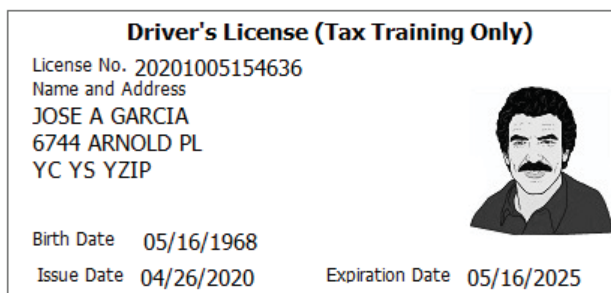 Driver's License (Tax Training Only)
License No. 20201005154636
Name and Address
JOSE A GARCIA
6744 ARNOLD PL
YC YS YZIP
Birth Date 05/16/1968
Issue Date 04/26/2020 Expiration Date 05/16/2025